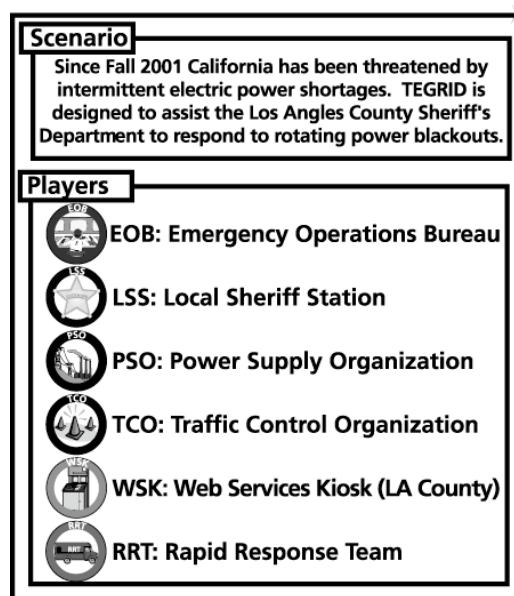 Scenario
Since Fall 2001 California has been threatened by
intermittent electric power shortages. TEGRID is
designed to assist the Los Angles County Sheriff's
Department to respond to rotating power blackouts.
Players
EOB
EOB: Emergency Operations Bureau
LSS
LSS: Local Sheriff Station
PSO
PSO: Power Supply Organization
TCO
TCO: Traffic Control Organization
WSK
WSK: Web Services Kiosk (LA County)
RRT
RRT
RRT: Rapid Response Team